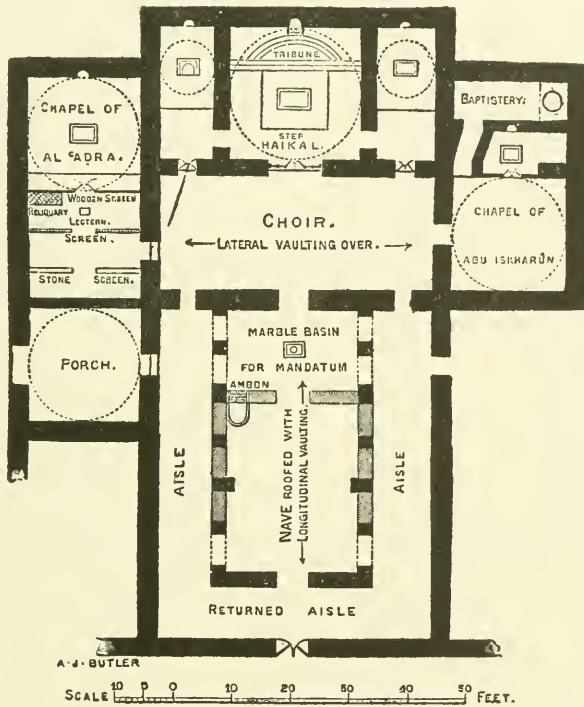 TRIBUNE
STEP
HAIKAL.
CHAPEL OF
AL ʿADRA.
WOODEN SCREEN
RELIQUARY
LECTERN.
SCREEN.
STONE SCREEN.
PORCH.
BAPTISTERY:
CHOIR.
LATERAL VAULTING OVER.
CHAPEL OF
ABU ISKHARŪN
MARBLE BASIN
FOR MANDATUM
AMBON
NAVE ROOFED WITH
LONGITUDINAL VAULTING.
AISLE
AISLE
RETURNED AISLE
A·J·BUTLER
SCALE 10 5 0 10 20 30 40 50 FEET.